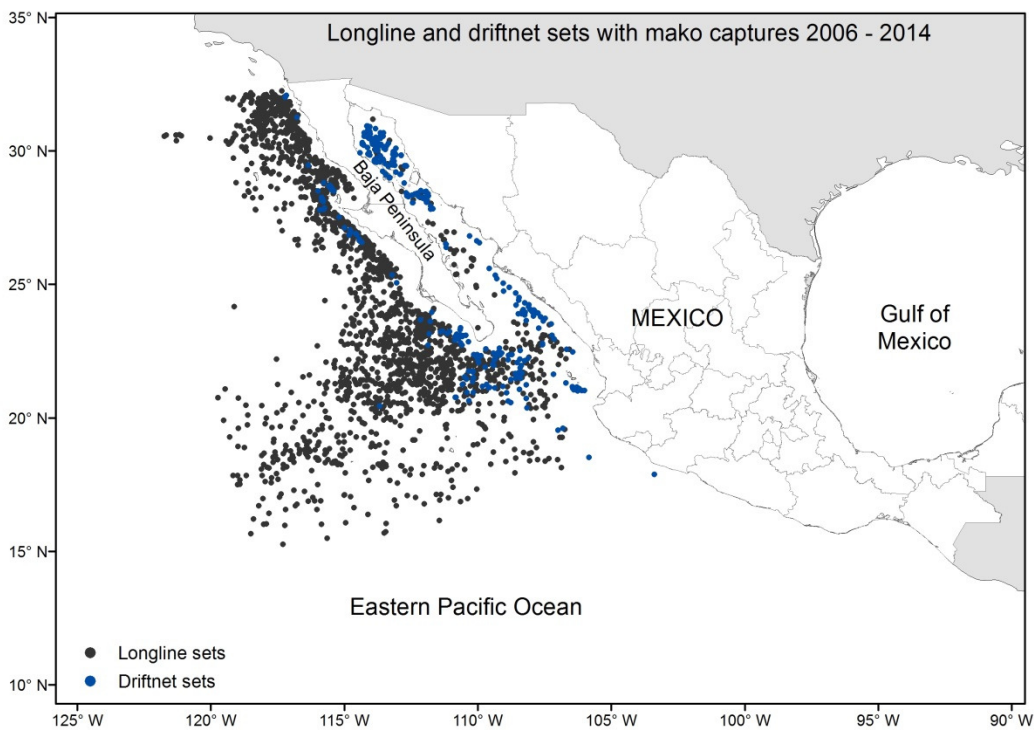 Longline and driftnet sets with mako captures 2006 - 2014
35° N
30° N
25° N
20° N
15° N
10° N
Baja Peninsula
MEXICO
Gulf of
Mexico
Eastern Pacific Ocean
Longline sets
Driftnet sets
125° W
120° W
115° W
110° W
105° W
100° W
95° W
90° W